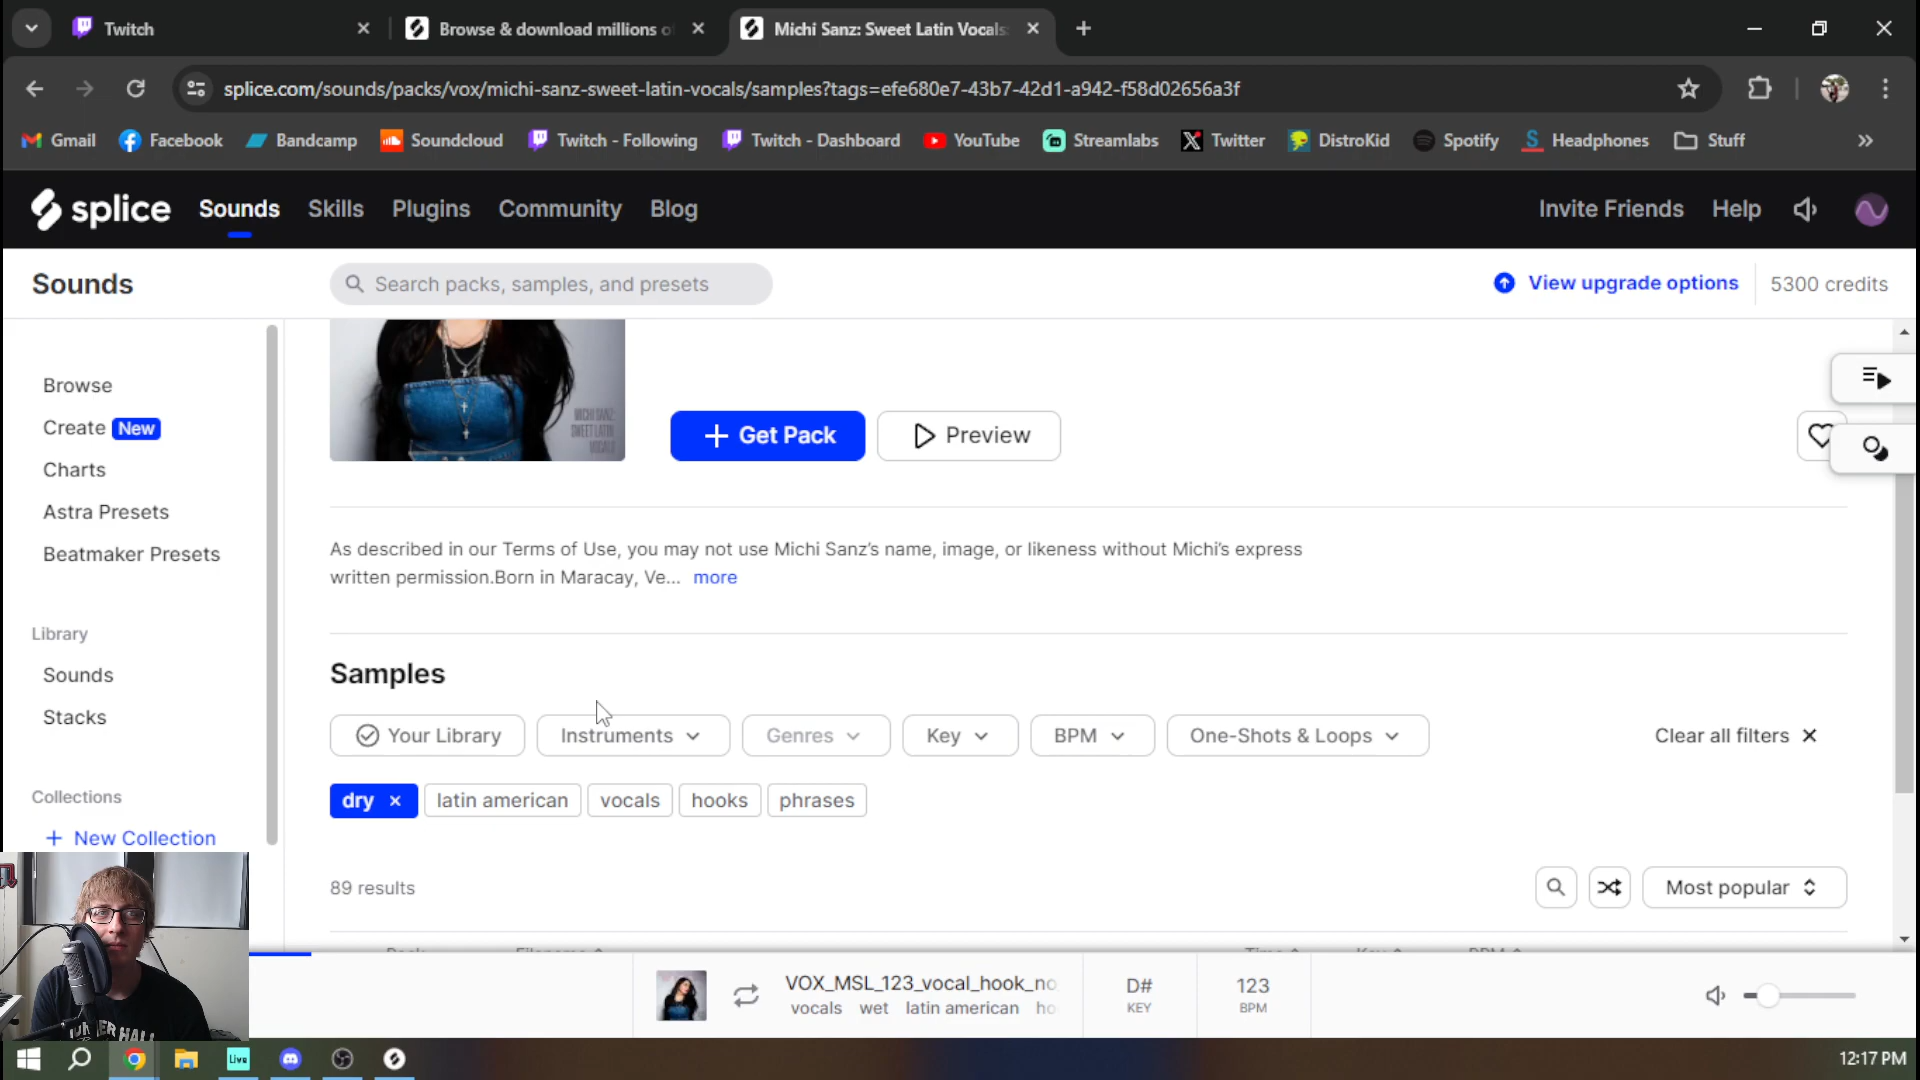 Twitch
Browse & download millions o
Michi Sanz: Sweet Latin Vocals:
splice.com/sounds/packs/vox/michi-sanz-sweet-latin-vocals/samples?tags=efe680e7-43b7-42d1-a942-f58d02656a3f
Gmail
Facebook
Bandcamp
Soundcloud
Twitch - Following
Twitch - Dashboard
YouTube
Streamlabs
Twitter
DistroKid
Spotify
Headphones
Stuff
»
splice
Sounds
Skills
Plugins
Community
Blog
Invite Friends
Help
Sounds
Search packs, samples, and presets
View upgrade options
5300 credits
Browse
Create New
Charts
Astra Presets
Beatmaker Presets
Library
Sounds
Stacks
Collections
+ New Collection
MICHI SANZ
SWEET LATIN
VOCALS
+ Get Pack
Preview
As described in our Terms of Use, you may not use Michi Sanz's name, image, or likeness without Michi's express
written permission.Born in Maracay, Ve... more
Samples
Your Library
Instruments
Genres
Key
BPM
One-Shots & Loops
Clear all filters ×
dry ×
latin american
vocals
hooks
phrases
89 results
Most popular
VOX_MSL_123_vocal_hook_no
vocals wet latin american ho
D#
KEY
123
BPM
Live
12:17 PM